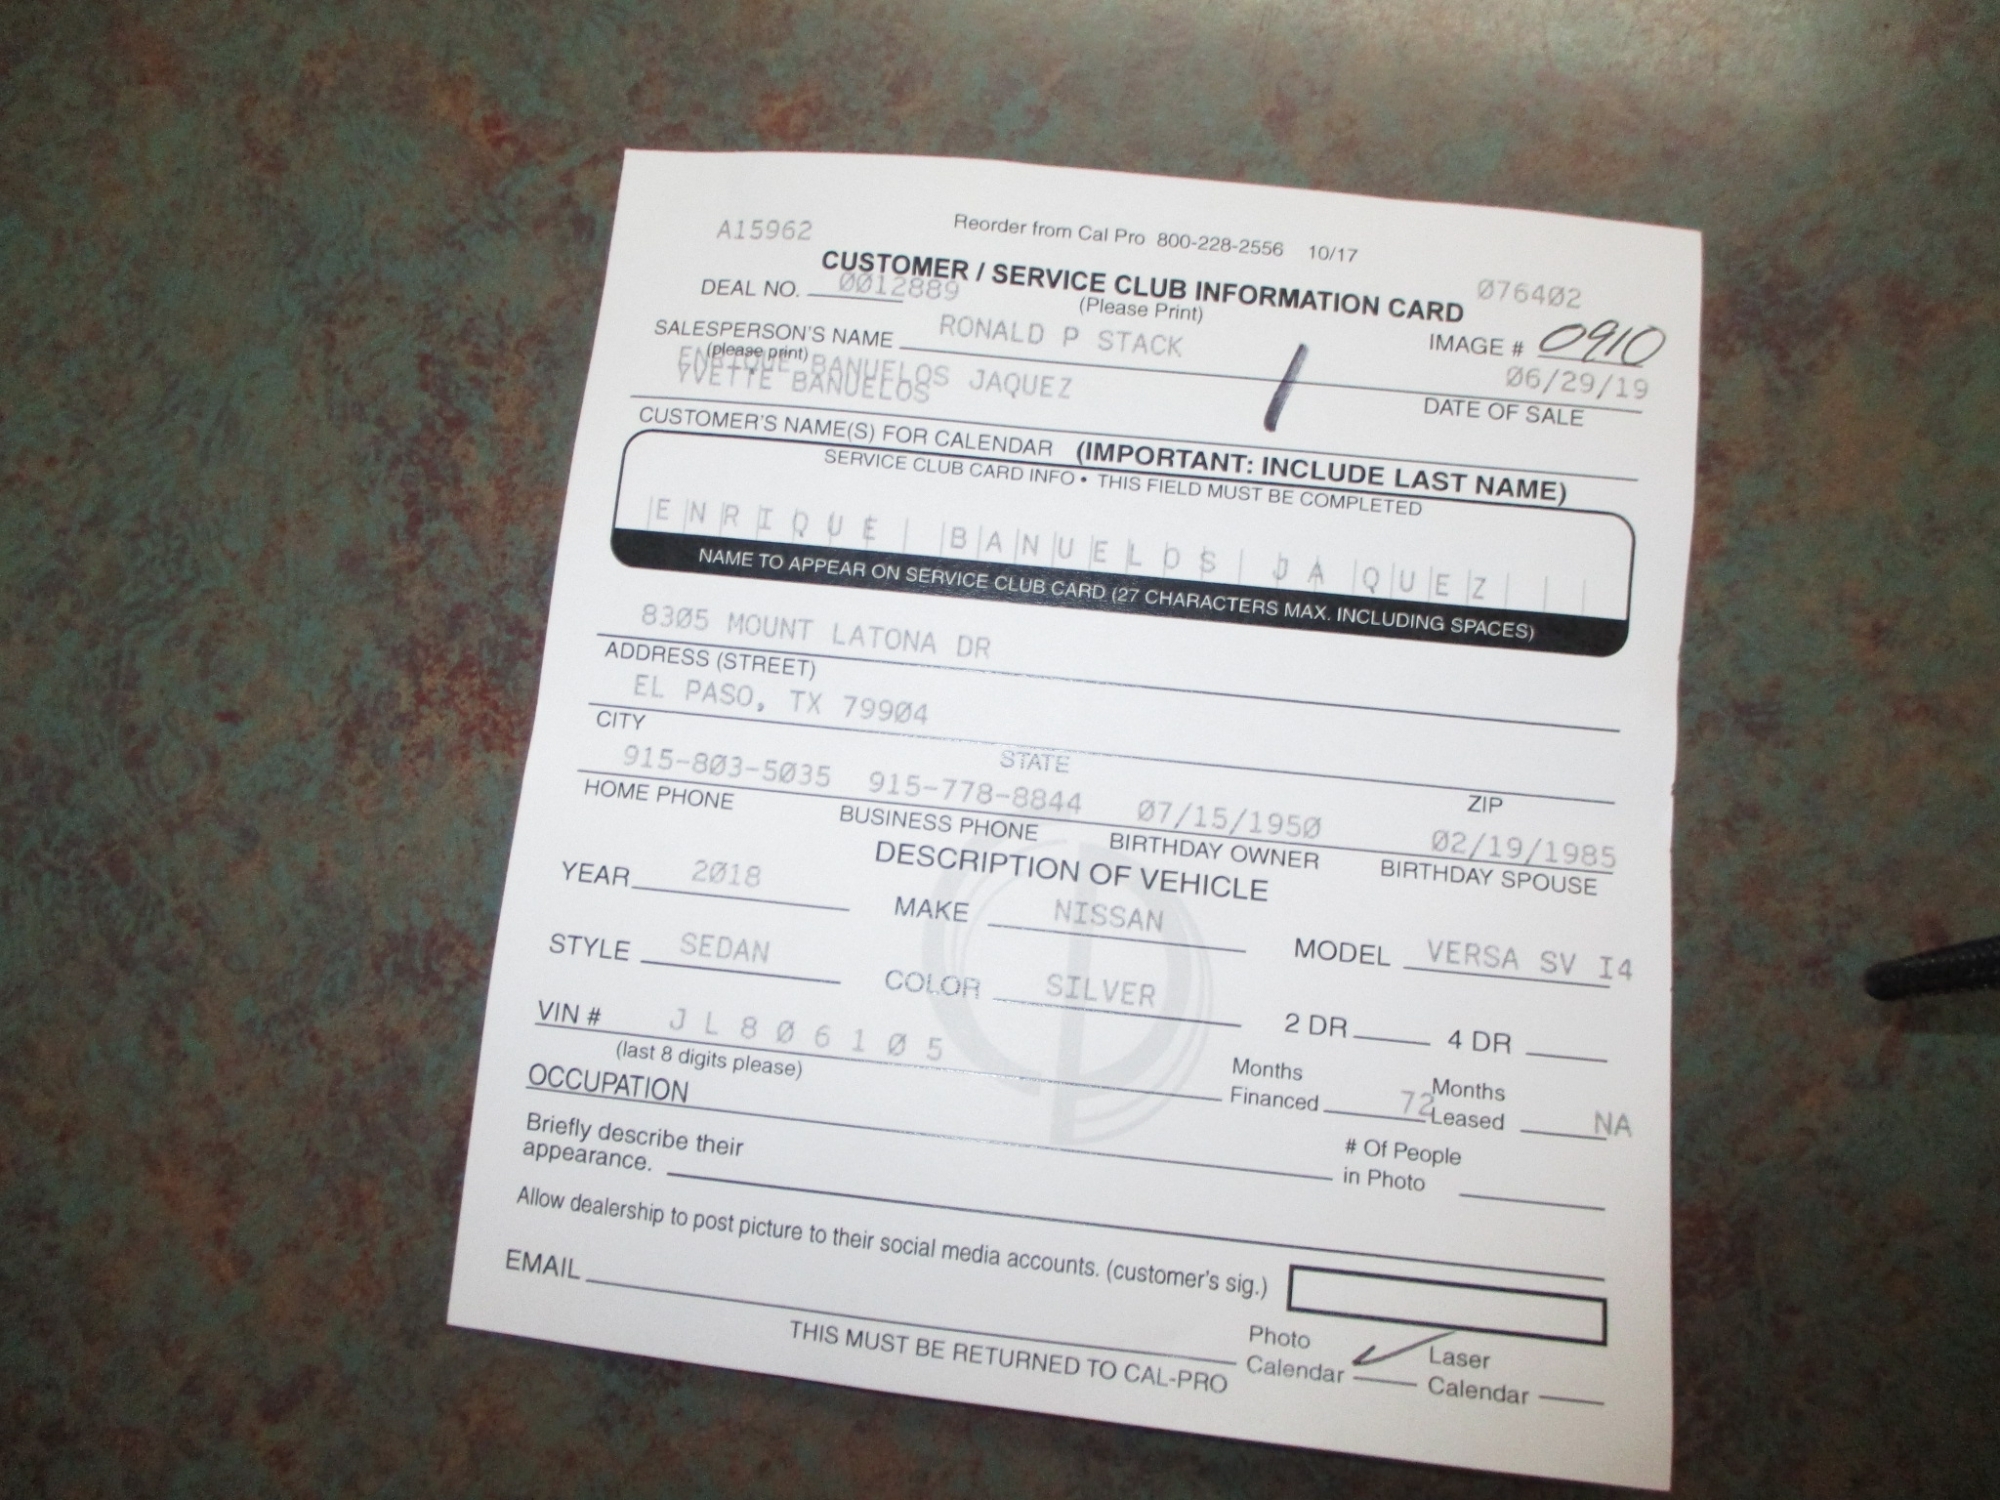 A15962 Reorder from Cal Pro 800-228-2556 10/17
CUSTOMER / SERVICE CLUB INFORMATION CARD 076402
DEAL NO. 0012889 (Please Print) IMAGE # 0910
SALESPERSON'S NAME RONALD P STACK
(please print)
ENRIQUE BANUELOS JAQUEZ 06/29/19
YVETTE BANUELOS DATE OF SALE
CUSTOMER'S NAME(S) FOR CALENDAR (IMPORTANT: INCLUDE LAST NAME)
SERVICE CLUB CARD INFO • THIS FIELD MUST BE COMPLETED
ENRIQUE BANUELOS JAQUEZ
NAME TO APPEAR ON SERVICE CLUB CARD (27 CHARACTERS MAX. INCLUDING SPACES)
8305 MOUNT LATONA DR
ADDRESS (STREET)
EL PASO, TX 79904
CITY STATE ZIP
915-803-5035 915-778-8844 07/15/1950 02/19/1985
HOME PHONE BUSINESS PHONE BIRTHDAY OWNER BIRTHDAY SPOUSE
DESCRIPTION OF VEHICLE
YEAR 2018 MAKE NISSAN MODEL VERSA SV I4
STYLE SEDAN COLOR SILVER 2 DR 4 DR
VIN # J L 8 0 6 1 0 5
(last 8 digits please) Months Financed 72 Months Leased NA
OCCUPATION
# Of People in Photo
Briefly describe their
appearance.
Allow dealership to post picture to their social media accounts. (customer's sig.)
EMAIL
Photo Calendar ✓ Laser Calendar
THIS MUST BE RETURNED TO CAL-PRO